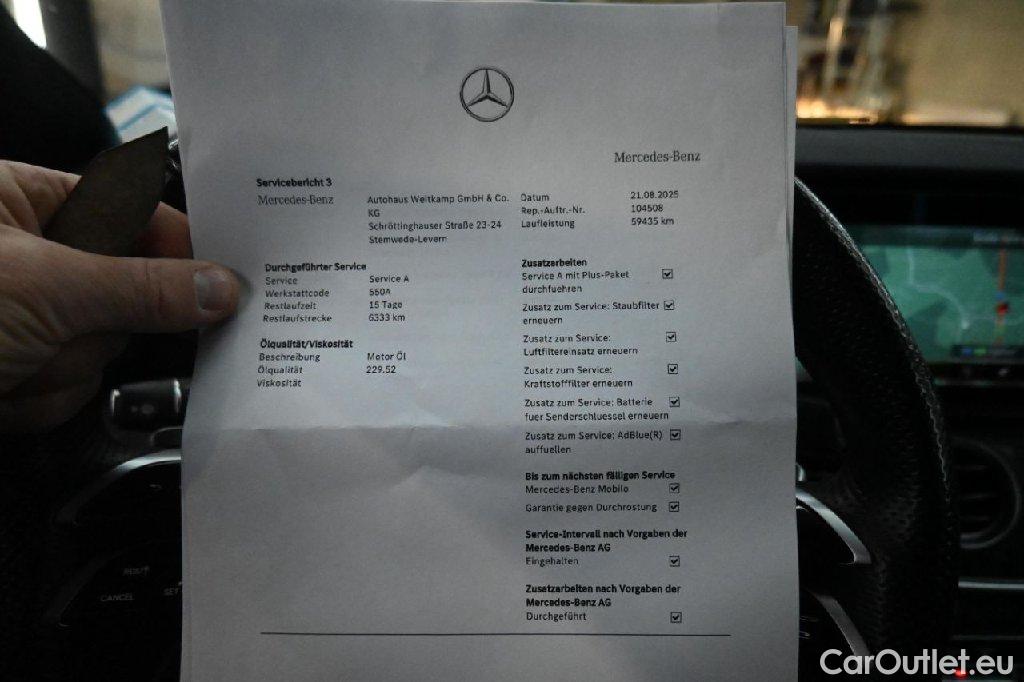 Mercedes-Benz
Servicebericht 3
Mercedes-Benz
Autohaus Weitkamp GmbH & Co.
KG
Schröttinghauser Straße 23-24
Stemwede-Levern
Datum 21.08.2025
Rep.-Auftr.-Nr. 104508
Laufleistung 59435 km
Durchgeführter Service
Service Service A
Werkstattcode 550A
Restlaufzeit 15 Tage
Restlaufstrecke 6333 km
Ölqualität/Viskosität
Beschreibung Motor Öl
Ölqualität 229.52
Viskosität
Zusatzarbeiten
Service A mit Plus-Paket
durchfuehren
Zusatz zum Service: Staubfilter
erneuern
Zusatz zum Service:
Luftfiltereinsatz erneuern
Zusatz zum Service:
Kraftstofffilter erneuern
Zusatz zum Service: Batterie
fuer Senderschluessel erneuern
Zusatz zum Service: AdBlue(R)
auffuellen
Bis zum nächsten fälligen Service
Mercedes-Benz Mobilo
Garantie gegen Durchrostung
Service-Intervall nach Vorgaben der
Mercedes-Benz AG
Eingehalten
Zusatzarbeiten nach Vorgaben der
Mercedes-Benz AG
Durchgeführt
CANCEL
SET
CarOutlet.eu